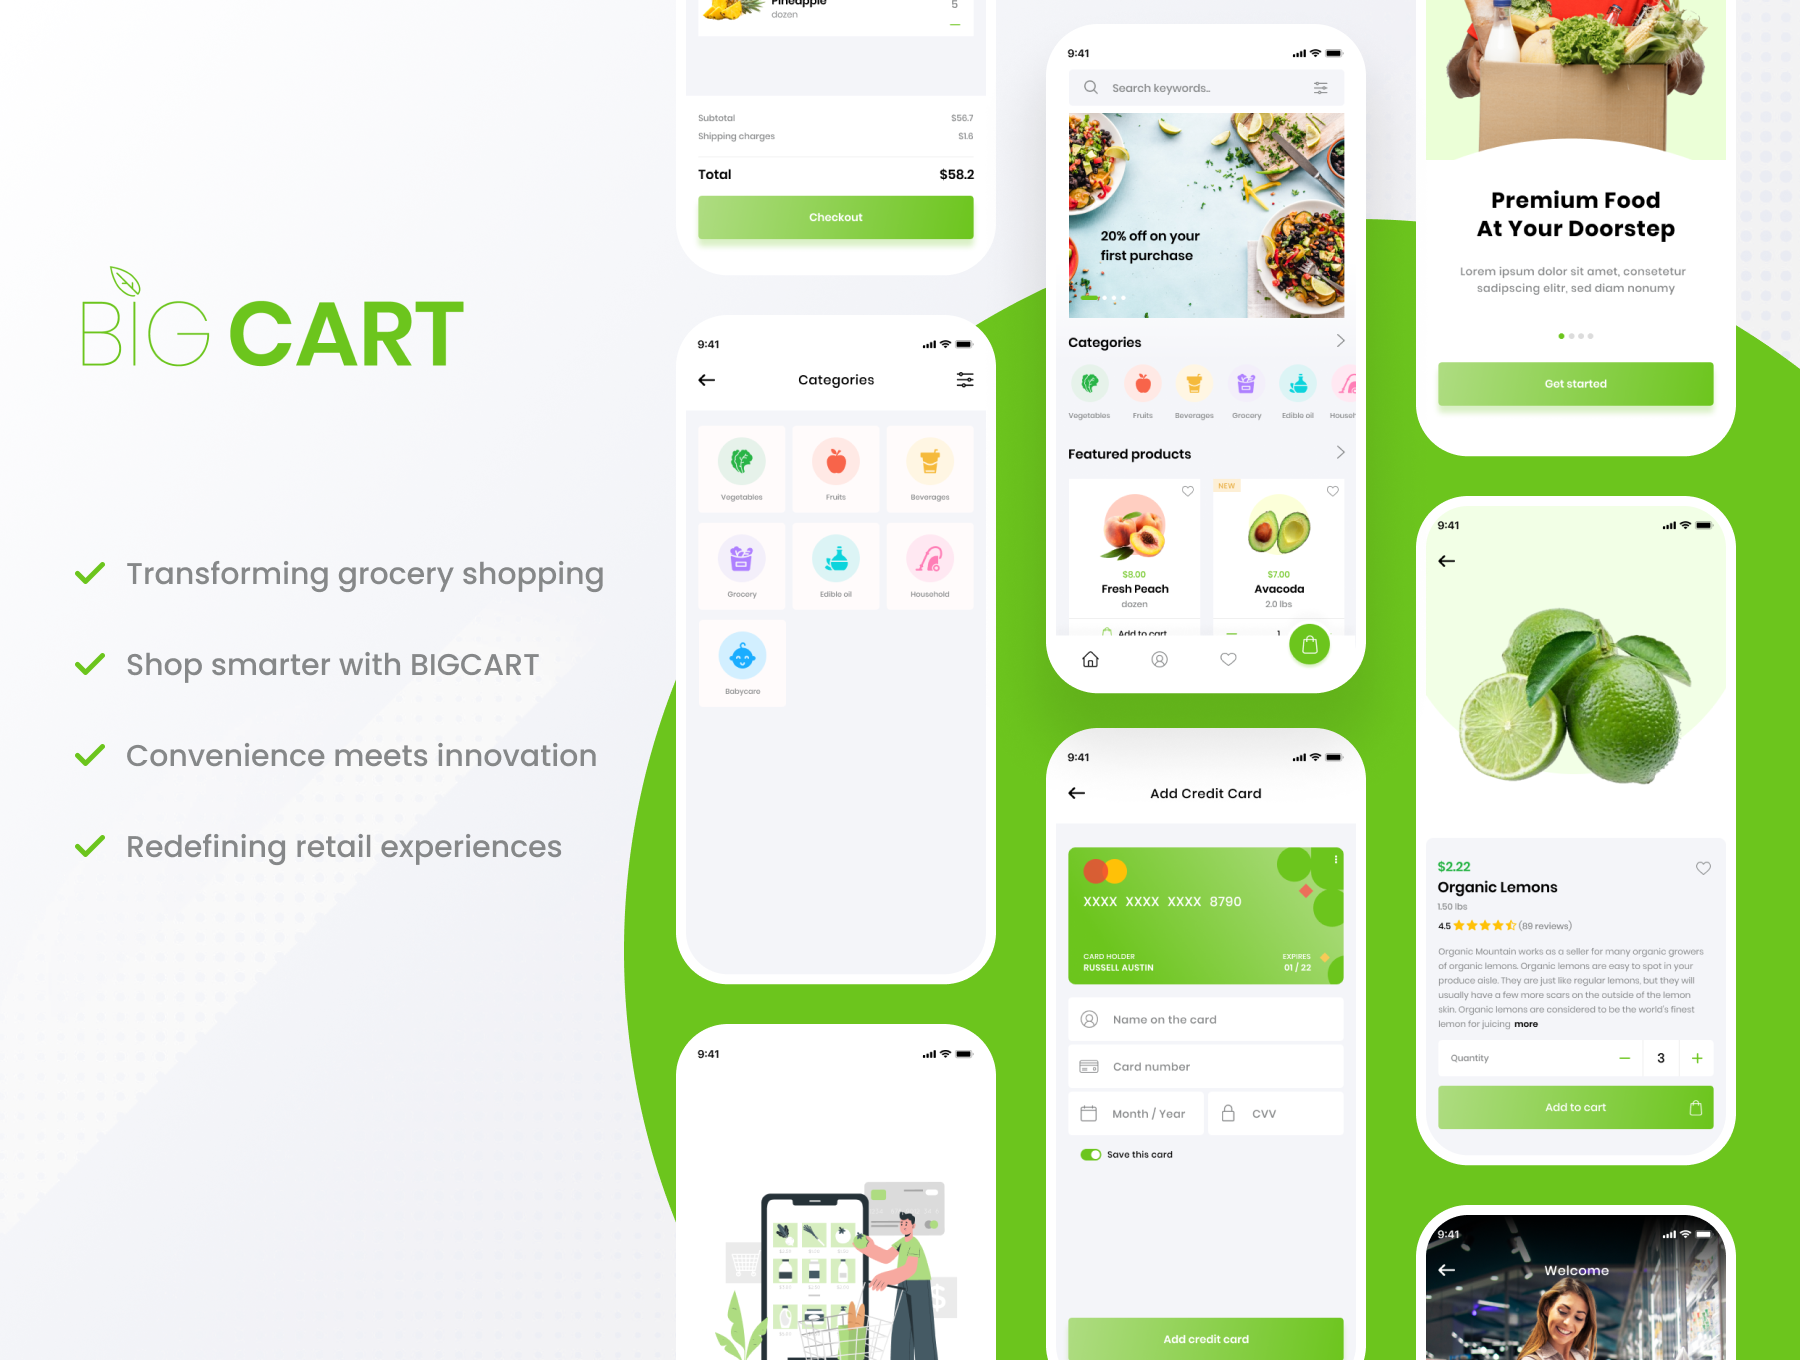 BIG CART
Transforming grocery shopping
Shop smarter with BIGCART
Convenience meets innovation
Redefining retail experiences
Pineapple
dozen
5
Subtotal $56.7
Shipping charges $1.6
Total $58.2
Checkout
9:41
Categories
Vegetables Fruits Beverages
Grocery Edible oil Household
Babycare
9:41
9:41
Search keywords..
20% off on your
first purchase
Categories
Vegetables Fruits Beverages Grocery Edible oil Househ
Featured products
NEW
$8.00 $7.00
Fresh Peach Avacoda
dozen 2.0 lbs
Add to cart 1
9:41
Add Credit Card
XXXX XXXX XXXX 8790
CARD HOLDER EXPIRES
RUSSELL AUSTIN 01 / 22
Name on the card
Card number
Month / Year CVV
Save this card
Add credit card
Premium Food
At Your Doorstep
Lorem ipsum dolor sit amet, consetetur
sadipscing elitr, sed diam nonumy
Get started
9:41
$2.22
Organic Lemons
1.50 lbs
4.5 (89 reviews)
Organic Mountain works as a seller for many organic growers
of organic lemons. Organic lemons are easy to spot in your
produce aisle. They are just like regular lemons, but they will
usually have a few more scars on the outside of the lemon
skin. Organic lemons are considered to be the world's finest
lemon for juicing more
Quantity 3
Add to cart
9:41
Welcome